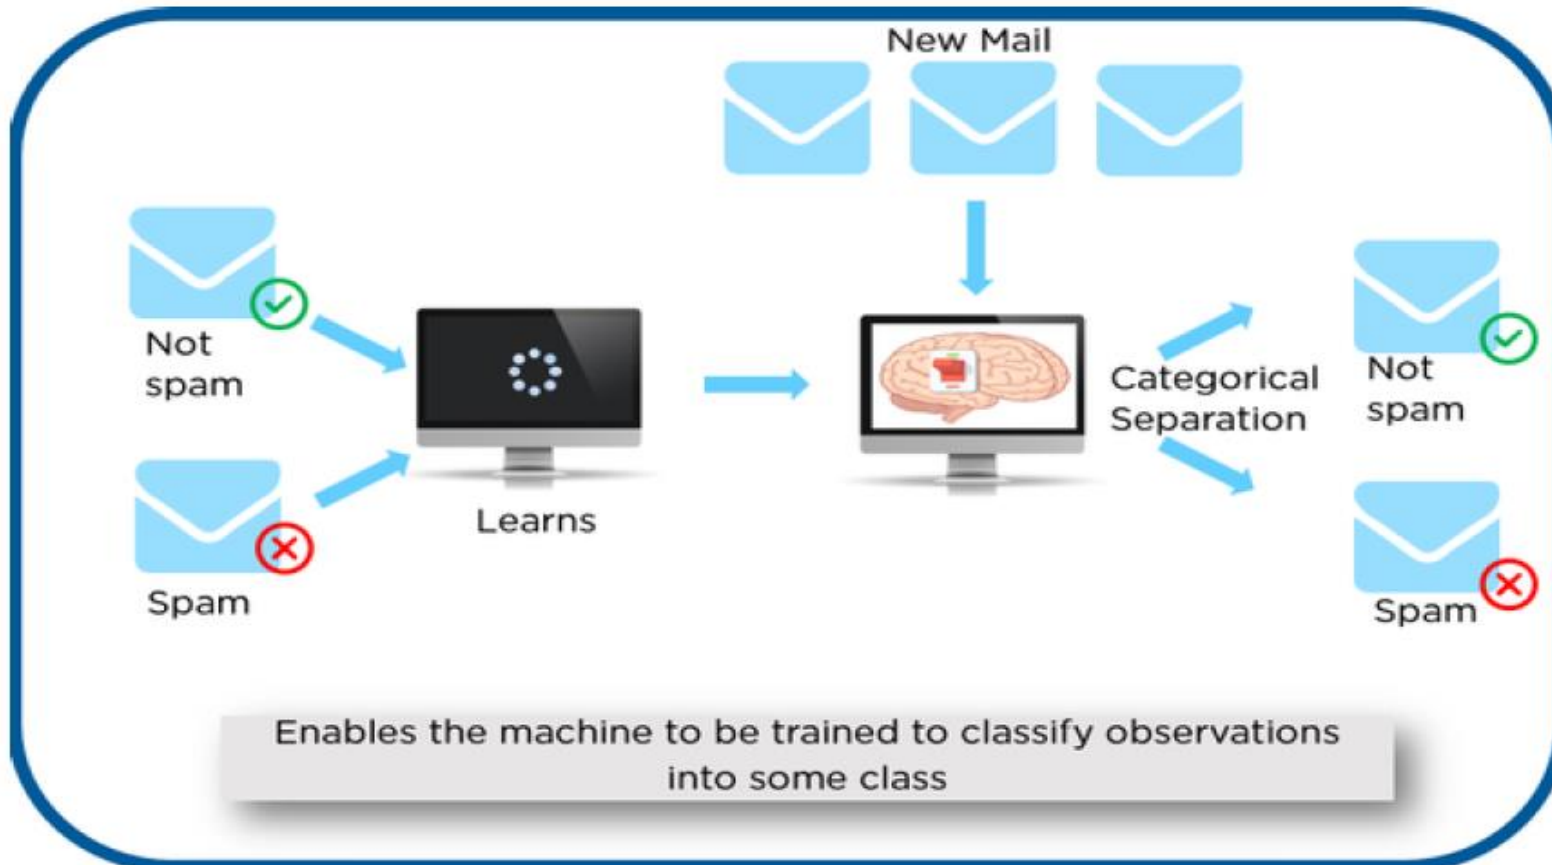 New Mail
Not
spam
Spam
Learns
Categorical
Separation
Not
spam
Spam
Enables the machine to be trained to classify observations
into some class